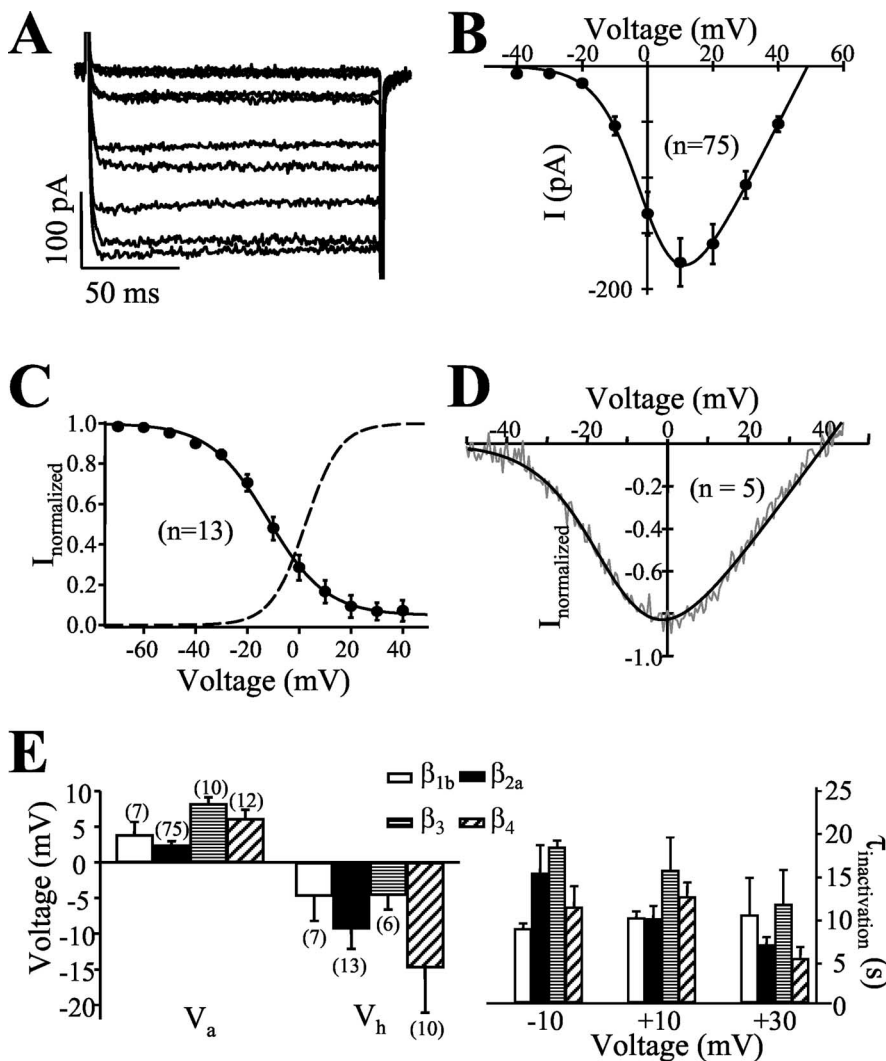 A
100 pA
50 ms
B
Voltage (mV)
-40 -20 0 20 40 60
I (pA)
(n=75)
-200
C
1.0
0.8
0.6
0.4
0.2
0.0
I normalized
(n=13)
-60 -40 -20 0 20 40
Voltage (mV)
D
Voltage (mV)
-40 -20 0 20 40
-0.2
-0.4
-0.6
-0.8
-1.0
I normalized
(n = 5)
E
10
5
0
-5
-10
-15
-20
Voltage (mV)
(7) (75) (10) (12)
(7) (13) (6) (10)
Va Vh
β1b β2a
β3 β4
25
20
15
10
5
0
τinactivation (s)
-10 +10 +30
Voltage (mV)